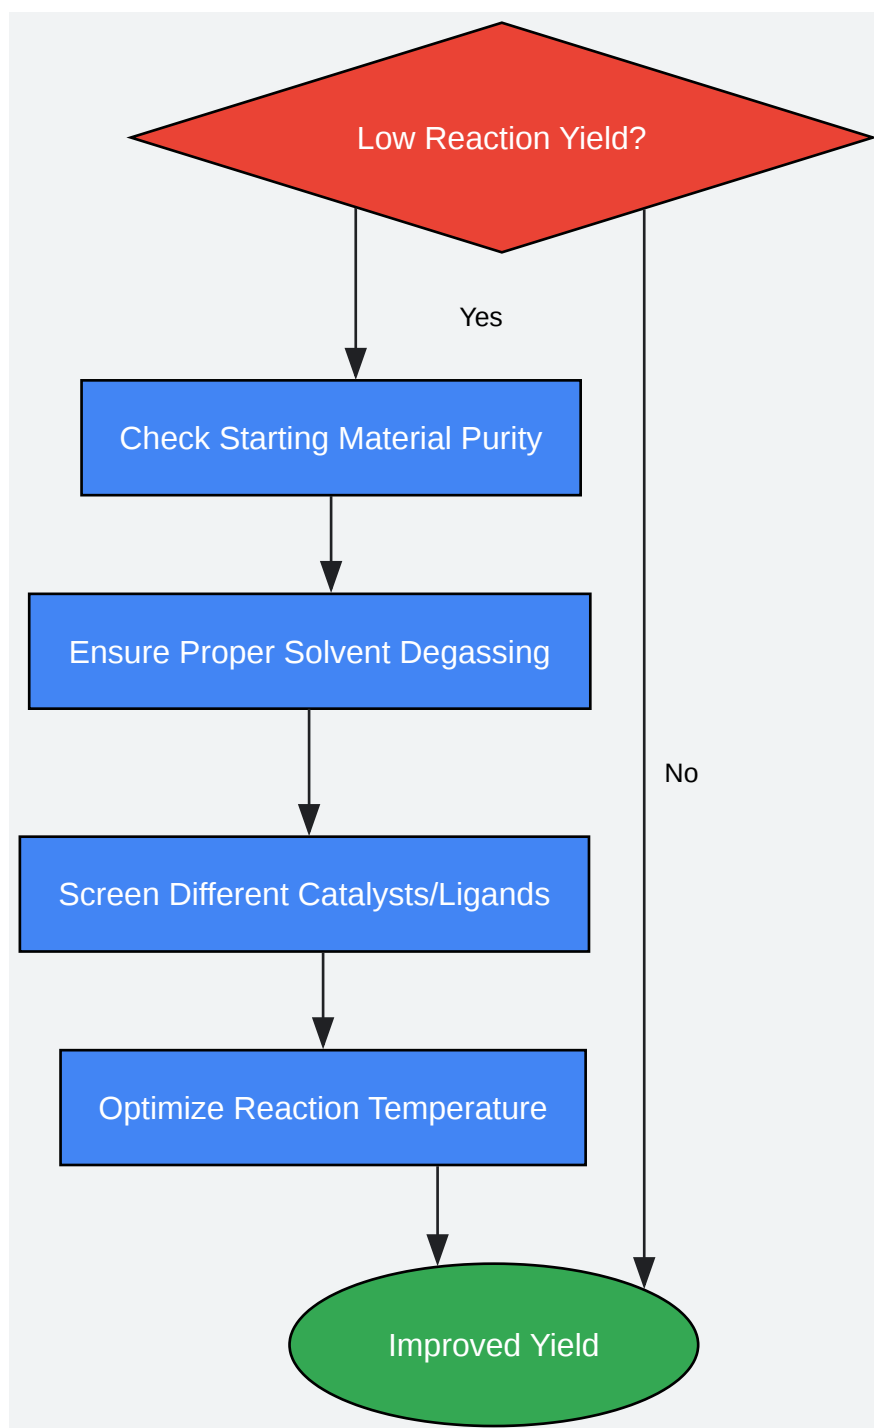 Low Reaction Yield?
Yes
Check Starting Material Purity
Ensure Proper Solvent Degassing
No
Screen Different Catalysts/Ligands
Optimize Reaction Temperature
Improved Yield